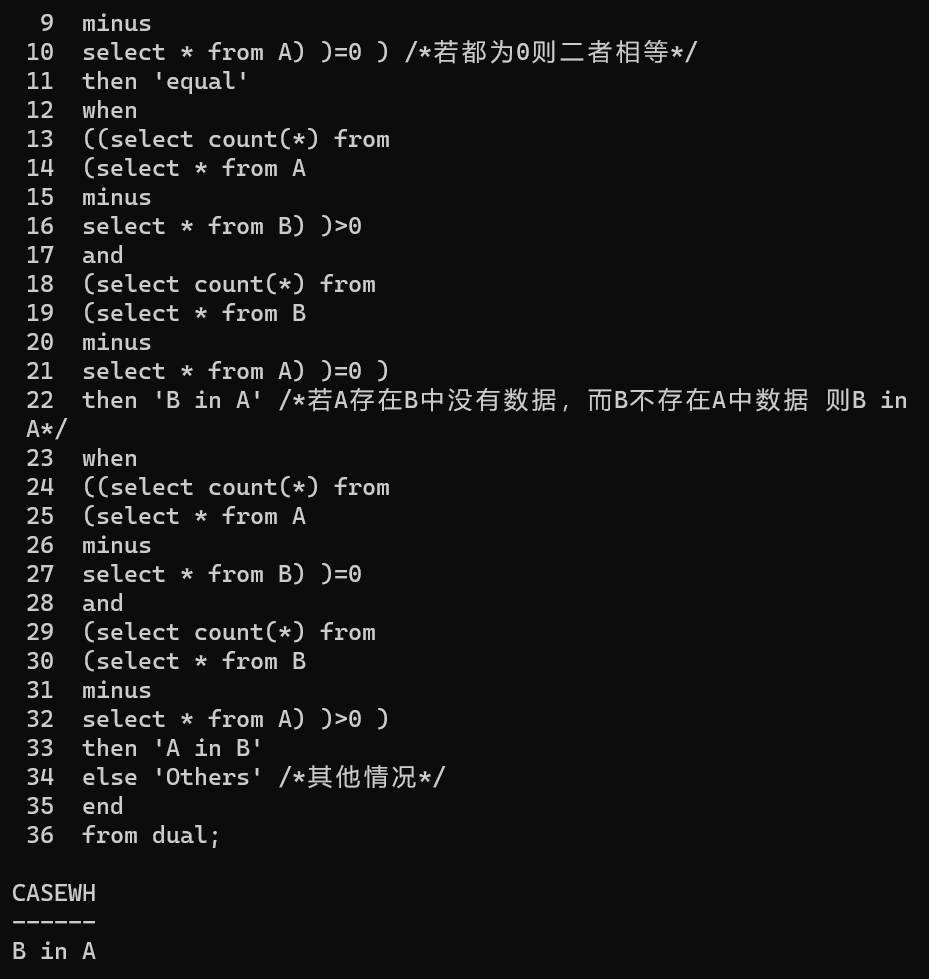 9  minus
10  select * from A) )=0 ) /*若都为0则二者相等*/
11  then 'equal'
12  when
13  ((select count(*) from
14  (select * from A
15  minus
16  select * from B) )>0
17  and
18  (select count(*) from
19  (select * from B
20  minus
21  select * from A) )=0 )
22  then 'B in A' /*若A存在B中没有数据，而B不存在A中数据 则B in
A*/
23  when
24  ((select count(*) from
25  (select * from A
26  minus
27  select * from B) )=0
28  and
29  (select count(*) from
30  (select * from B
31  minus
32  select * from A) )>0 )
33  then 'A in B'
34  else 'Others' /*其他情况*/
35  end
36  from dual;
CASEWH
------
B in A